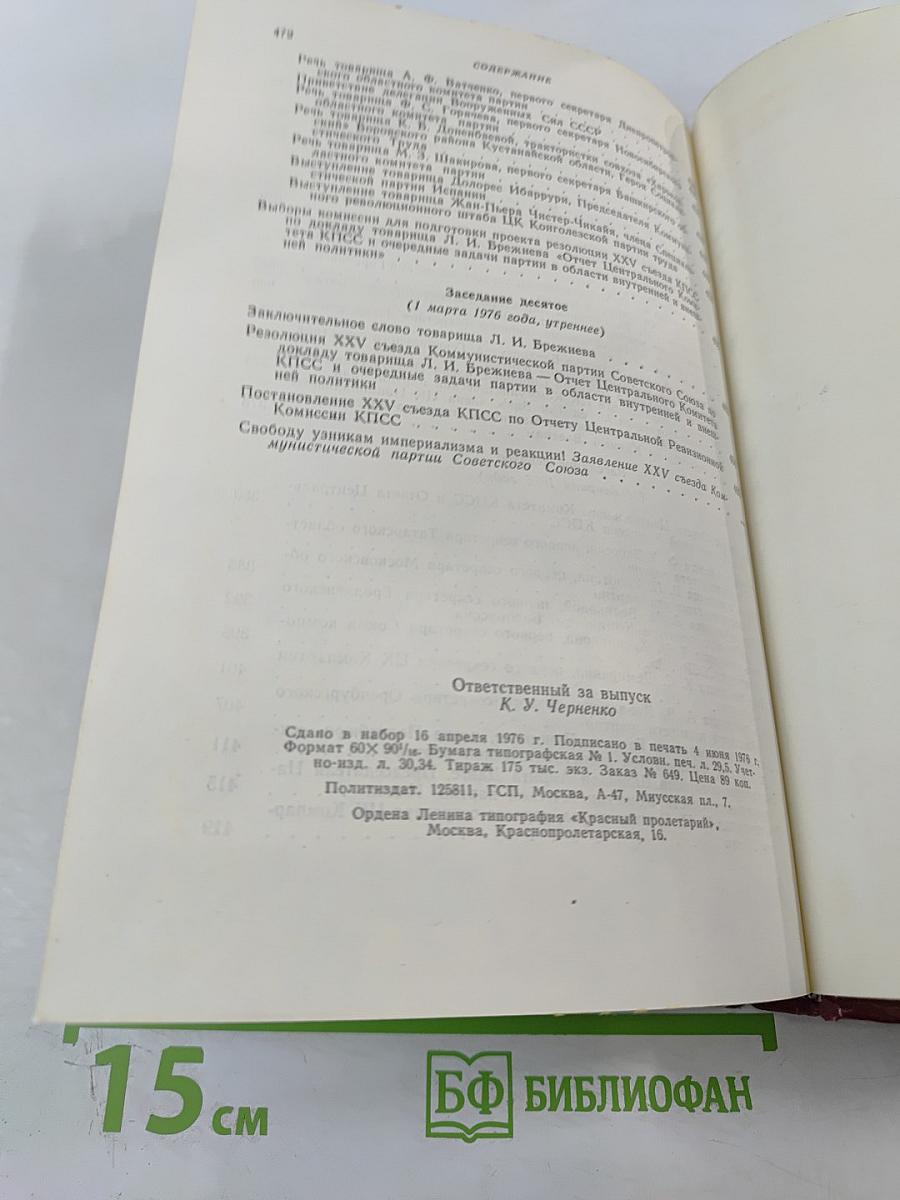 479
СОДЕРЖАНИЕ
Речь товарища А. Ф. Ватченко, первого секретаря Днепропетров-
ского областного комитета партии
Приветствие делегации Вооруженных Сил СССР
Речь товарища Ф. С. Горячева, первого секретаря Новосибирского
областного комитета партии
Речь товарища К. Б. Доненбаевой, трактористки совхоза
ский» Боровского района Кустанайской области, Героя Социали-
стического Труда
Речь товарища М. З. Шакирова, первого секретаря Башкирского об-
ластного комитета партии
Выступление товарища Долорес Ибаррури, Председателя Коммуни-
стической партии Испании
Выступление товарища Жан-Пьера Чистер-Чикайя, члена Специаль-
ного революционного штаба ЦК Конголезской партии труда
Выборы комиссии для подготовки проекта резолюции XXV съезда КПСС
по докладу товарища Л. И. Брежнева «Отчет Центрального Коми-
тета КПСС и очередные задачи партии в области внутренней и внеш-
ней политики»
Заседание десятое
(1 марта 1976 года, утреннее)
Заключительное слово товарища Л. И. Брежнева
Резолюция XXV съезда Коммунистической партии Советского Союза по
докладу товарища Л. И. Брежнева — Отчет Центрального Комитета
КПСС и очередные задачи партии в области внутренней и внеш-
ней политики
Постановление XXV съезда КПСС по Отчету Центральной Ревизионной
Комиссии КПСС
Свободу узникам империализма и реакции! Заявление XXV съезда Ком-
мунистической партии Советского Союза
Ответственный за выпуск
К. У. Черненко
Сдано в набор 16 апреля 1976 г. Подписано в печать 4 июня 1976 г.
Формат 60×90¹/₁₆. Бумага типографская № 1. Условн. печ. л. 29,5. Учет-
но-изд. л. 30,34. Тираж 175 тыс. экз. Заказ № 649. Цена 89 коп.
Политиздат. 125811, ГСП, Москва, А-47, Миусская пл., 7.
Ордена Ленина типография «Красный пролетарий».
Москва, Краснопролетарская, 16.
15 см
БФ БИБЛИОФАН